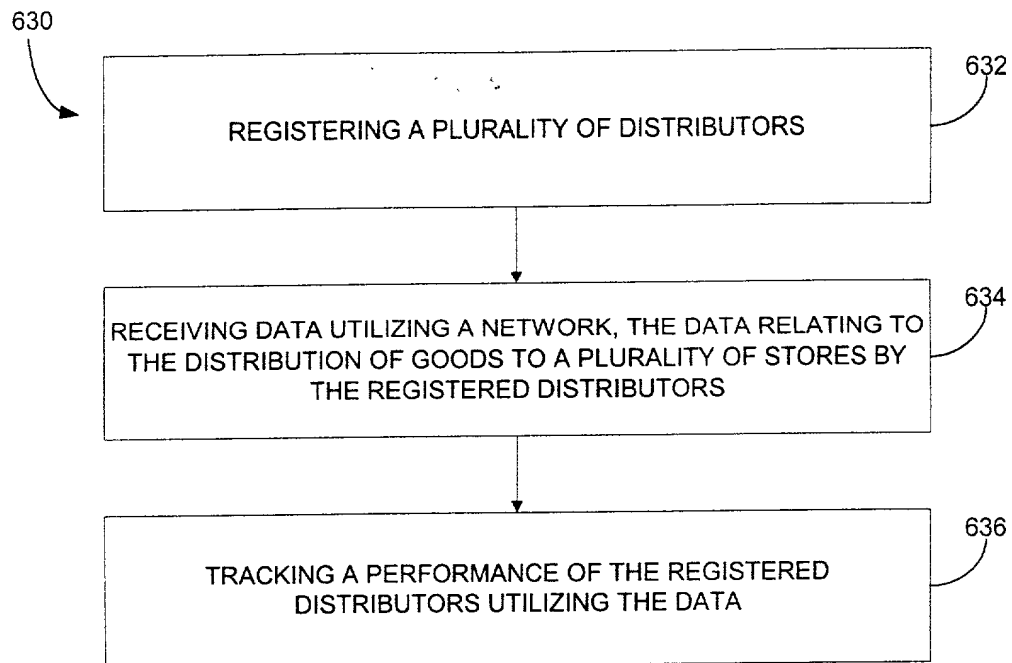 630
632
REGISTERING A PLURALITY OF DISTRIBUTORS
634
RECEIVING DATA UTILIZING A NETWORK, THE DATA RELATING TO
THE DISTRIBUTION OF GOODS TO A PLURALITY OF STORES BY
THE REGISTERED DISTRIBUTORS
636
TRACKING A PERFORMANCE OF THE REGISTERED
DISTRIBUTORS UTILIZING THE DATA